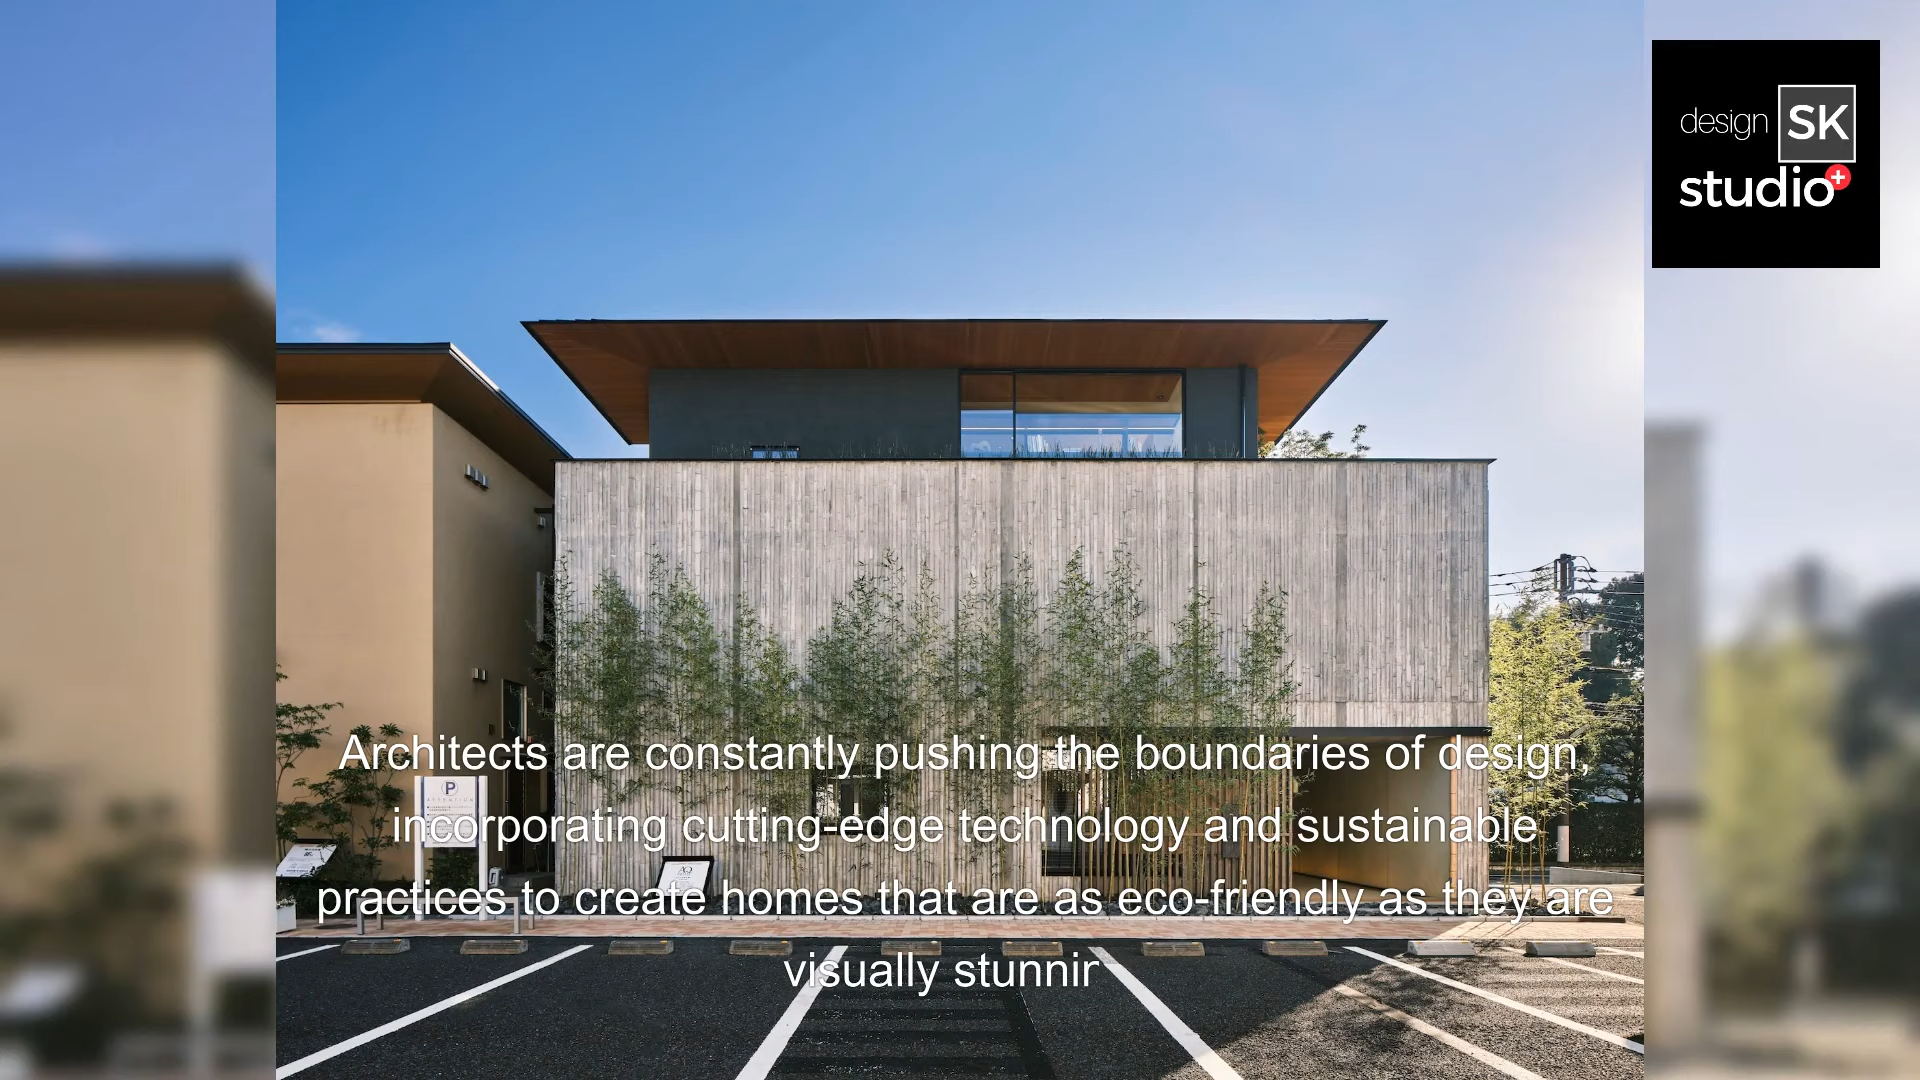 design SK
studio+
P
ATTENTION
Architects are constantly pushing the boundaries of design,
incorporating cutting-edge technology and sustainable
practices to create homes that are as eco-friendly as they are
visually stunnir